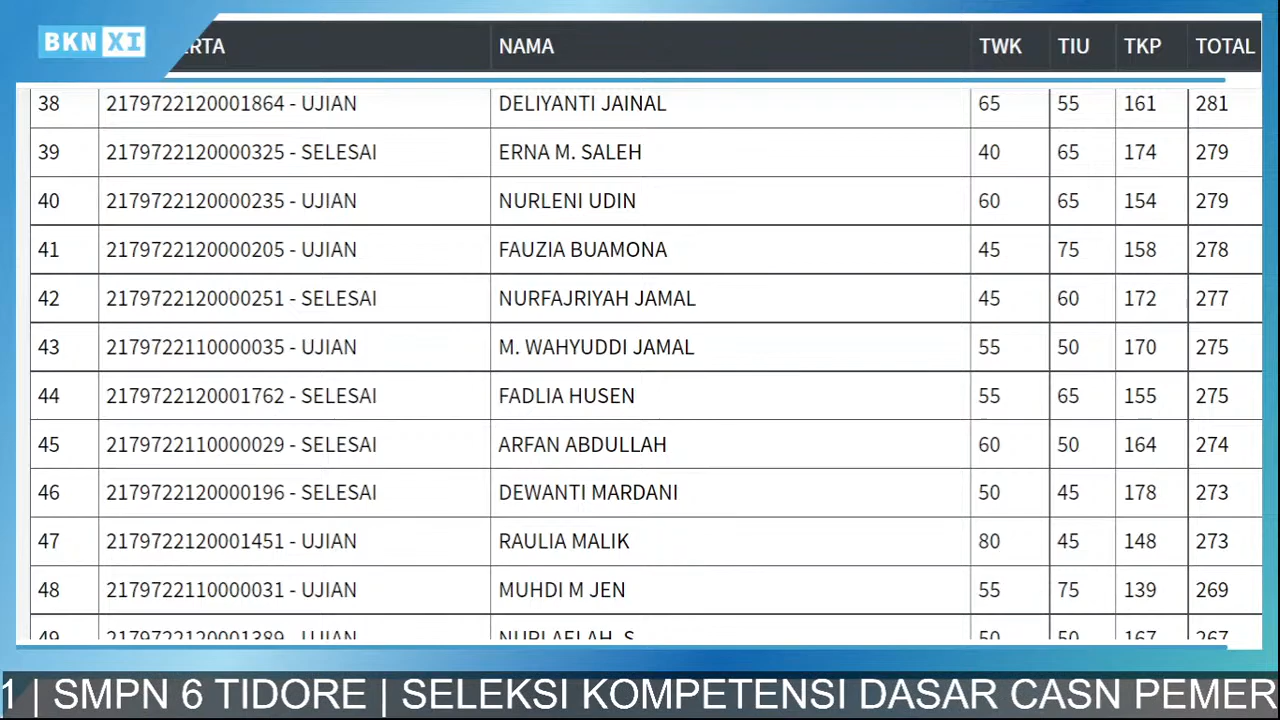 BKN XI
ERTA NAMA TWK TIU TKP TOTAL
38 2179722120001864 - UJIAN DELIYANTI JAINAL 65 55 161 281
39 2179722120000325 - SELESAI ERNA M. SALEH 40 65 174 279
40 2179722120000235 - UJIAN NURLENI UDIN 60 65 154 279
41 2179722120000205 - UJIAN FAUZIA BUAMONA 45 75 158 278
42 2179722120000251 - SELESAI NURFAJRIYAH JAMAL 45 60 172 277
43 2179722110000035 - UJIAN M. WAHYUDDI JAMAL 55 50 170 275
44 2179722120001762 - SELESAI FADLIA HUSEN 55 65 155 275
45 2179722110000029 - SELESAI ARFAN ABDULLAH 60 50 164 274
46 2179722120000196 - SELESAI DEWANTI MARDANI 50 45 178 273
47 2179722120001451 - UJIAN RAULIA MALIK 80 45 148 273
48 2179722110000031 - UJIAN MUHDI M JEN 55 75 139 269
49 2179722120001389 - UJIAN S 50 50 167 267
1 | SMPN 6 TIDORE | SELEKSI KOMPETENSI DASAR CASN PEMER